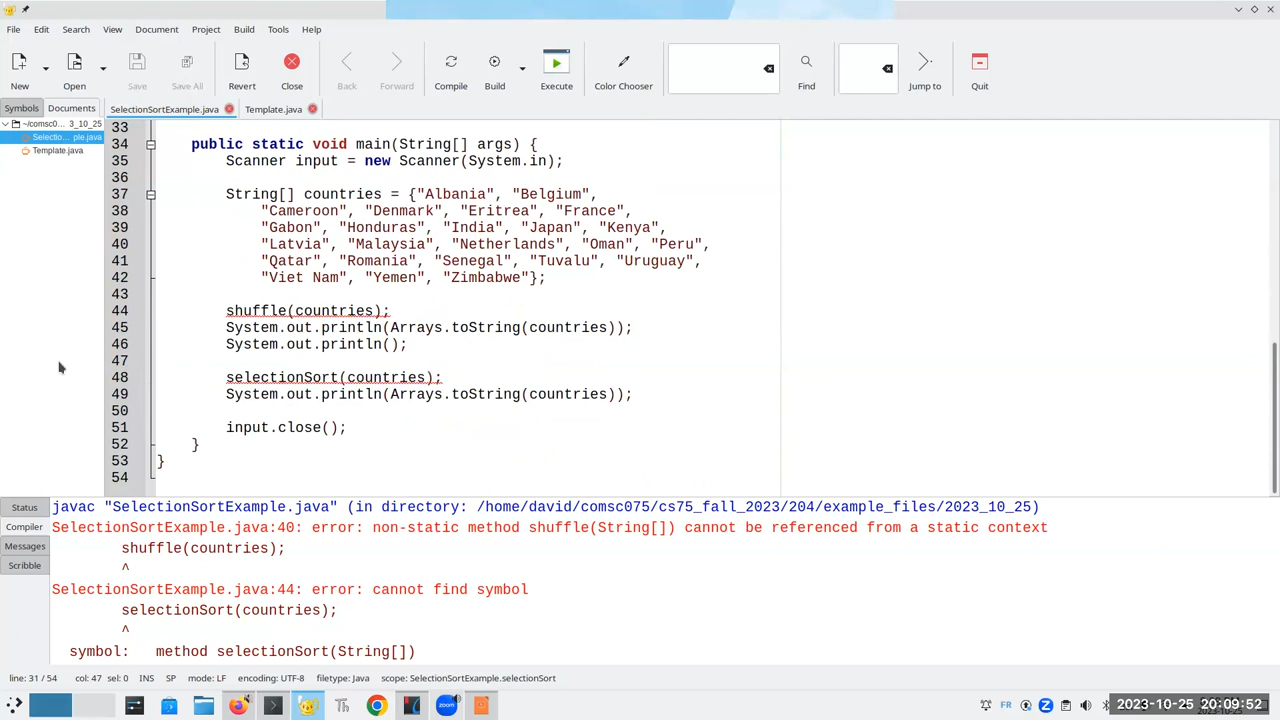 File Edit Search View Document Project Build Tools Help
New Open Save Save All Revert Close Back Forward Compile Build Execute Color Chooser Find Jump to Quit
Symbols Documents SelectionSortExample.java Template.java
~/comsc0... 3_10_25
Selectio... ple.java
Template.java
33
34 public static void main(String[] args) {
35 Scanner input = new Scanner(System.in);
36
37 String[] countries = {"Albania", "Belgium",
38 "Cameroon", "Denmark", "Eritrea", "France",
39 "Gabon", "Honduras", "India", "Japan", "Kenya",
40 "Latvia", "Malaysia", "Netherlands", "Oman", "Peru",
41 "Qatar", "Romania", "Senegal", "Tuvalu", "Uruguay",
42 "Viet Nam", "Yemen", "Zimbabwe"};
43
44 shuffle(countries);
45 System.out.println(Arrays.toString(countries));
46 System.out.println();
47
48 selectionSort(countries);
49 System.out.println(Arrays.toString(countries));
50
51 input.close();
52 }
53 }
54
Status
Compiler
Messages
Scribble
javac "SelectionSortExample.java" (in directory: /home/david/comsc075/cs75_fall_2023/204/example_files/2023_10_25)
SelectionSortExample.java:40: error: non-static method shuffle(String[]) cannot be referenced from a static context
shuffle(countries);
^
SelectionSortExample.java:44: error: cannot find symbol
selectionSort(countries);
^
symbol: method selectionSort(String[])
line: 31 / 54 col: 47 sel: 0 INS SP mode: LF encoding: UTF-8 filetype: Java scope: SelectionSortExample.selectionSort
Th zoom FR Z 2023-10-25 20:09:52